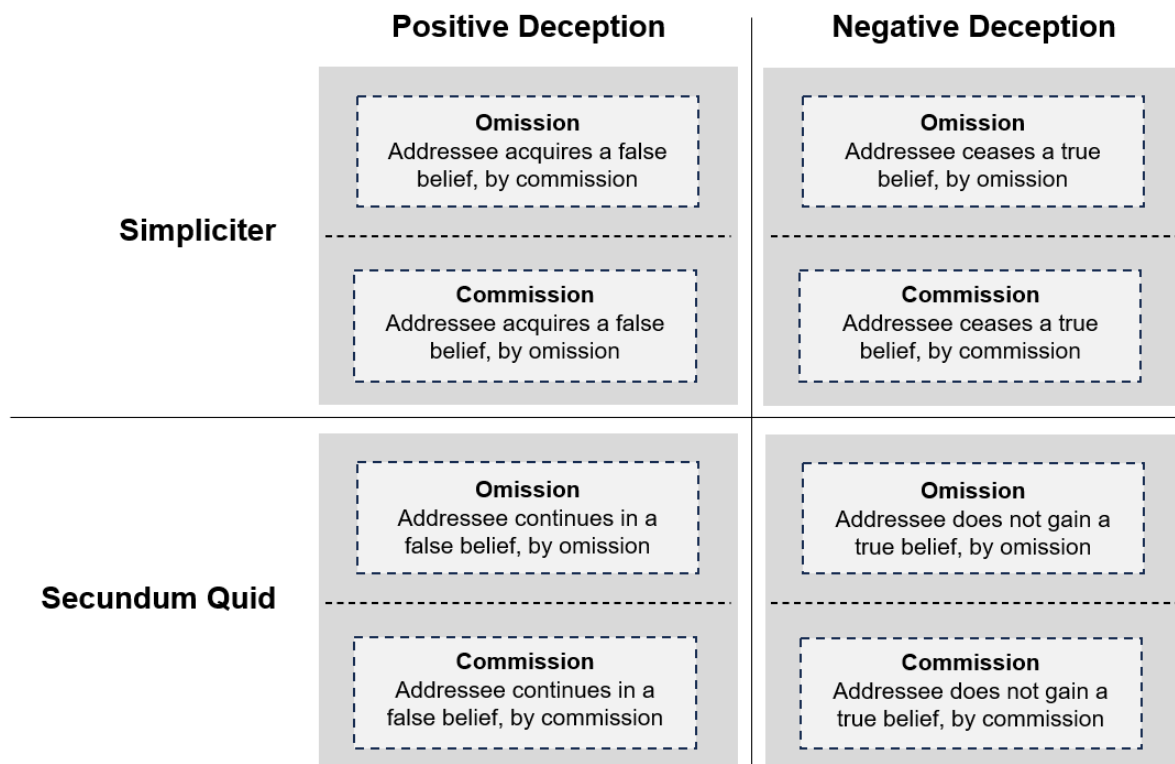 Positive Deception
Negative Deception
Simpliciter
Omission
Addressee acquires a false
belief, by commission
Omission
Addressee ceases a true
belief, by omission
Commission
Addressee acquires a false
belief, by omission
Commission
Addressee ceases a true
belief, by commission
Secundum Quid
Omission
Addressee continues in a
false belief, by omission
Omission
Addressee does not gain a
true belief, by omission
Commission
Addressee continues in a
false belief, by commission
Commission
Addressee does not gain a
true belief, by commission